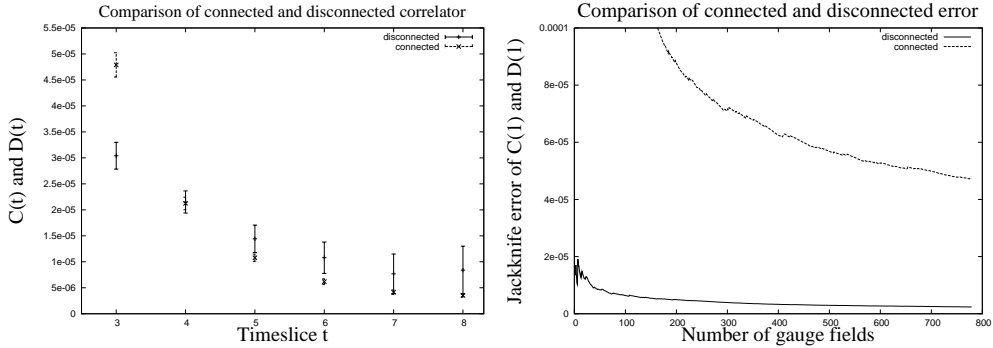 Comparison of connected and disconnected correlator
5.5e-05
5e-05
4.5e-05
4e-05
3.5e-05
3e-05
2.5e-05
2e-05
1.5e-05
1e-05
5e-06
0
C(t) and D(t)
disconnected
connected
3 4 5 6 7 8
Timeslice t
Comparison of connected and disconnected error
0.0001
8e-05
6e-05
4e-05
2e-05
0
Jackknife error of C(1) and D(1)
disconnected
connected
0 100 200 300 400 500 600 700 800
Number of gauge fields